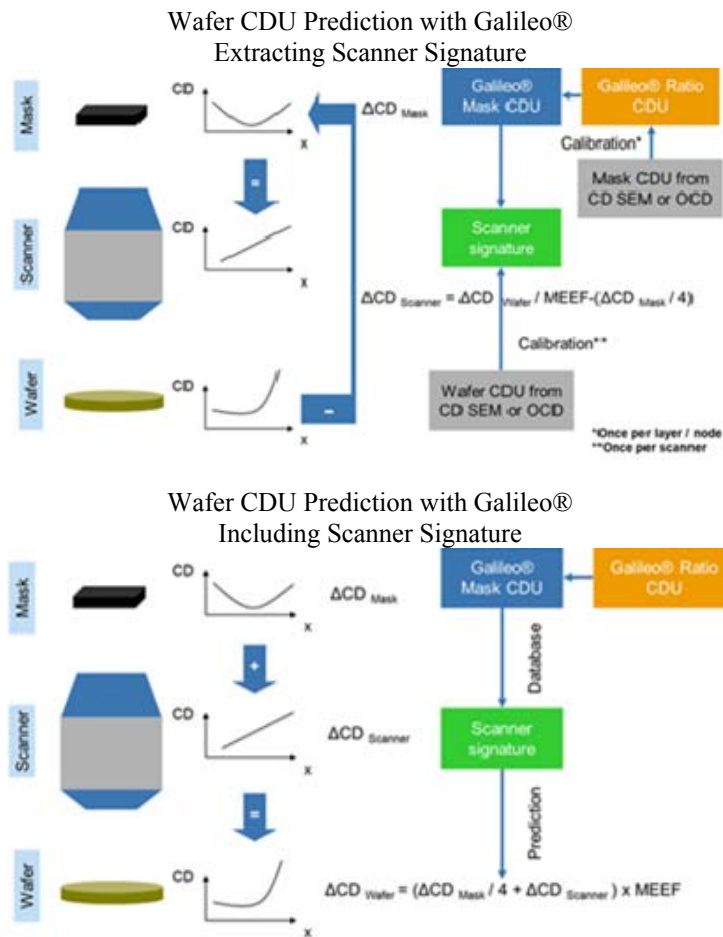 Wafer CDU Prediction with Galileo®
Extracting Scanner Signature
Mask
CD
X
ΔCD Mask
Galileo®
Mask CDU
Galileo® Ratio
CDU
Calibration*
Mask CDU from
CD SEM or OCD
=
Scanner
CD
X
Scanner
signature
ΔCD Scanner = ΔCD Wafer / MEEF-(ΔCD Mask / 4)
Calibration**
Wafer
CD
X
-
Wafer CDU from
CD SEM or OCD
*Once per layer / node
**Once per scanner
Wafer CDU Prediction with Galileo®
Including Scanner Signature
Mask
CD
X
ΔCD Mask
Galileo®
Mask CDU
Galileo® Ratio
CDU
+
Database
Scanner
CD
X
ΔCD Scanner
Scanner
signature
=
Prediction
Wafer
CD
X
ΔCD Wafer = (ΔCD Mask / 4 + ΔCD Scanner ) x MEEF